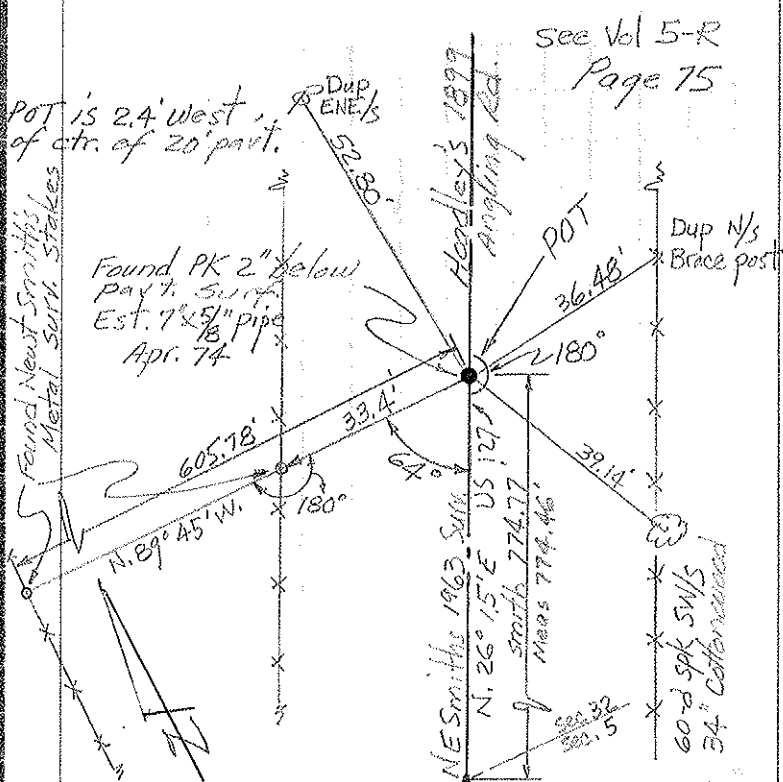 See Vol 5-R
Page 75
POT is 2.4' west
of ctr. of 20' pav't.
Dup
ENE/s
52.80'
Handley's 1899
Angling Rd.
POT
Dup N/s
Brace post
36.48'
180°
Found PK 2" below
pav't. Surf.
Est. 7"x5/8" pipe
Apr. 74
Found Newt Smith's
Metal Surv. Stakes
605.78'
33.4'
64°
180°
N. 89° 45' W.
39.14'
60-d Spk SW/s
34" Cottonwood
NE Smiths 1963 Surv.
N. 26° 15' E
US 127
Smith 774.77
Meas 774.46'
Sec. 32
Sec. 5
N